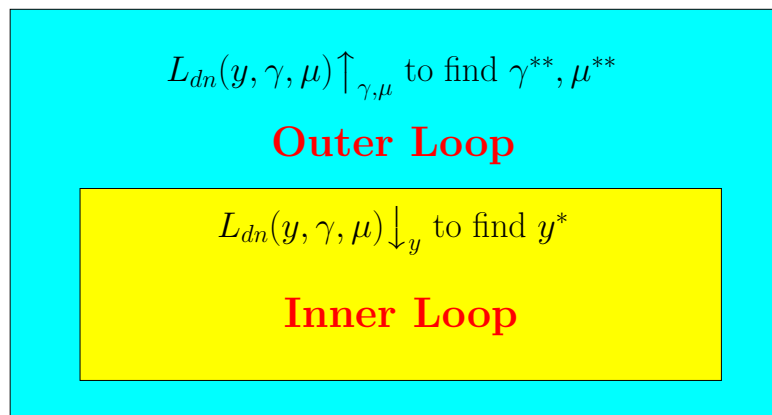 L_{dn}(y, γ, μ)↑_{γ,μ} to find γ**, μ**
Outer Loop
L_{dn}(y, γ, μ)↓_y to find y*
Inner Loop